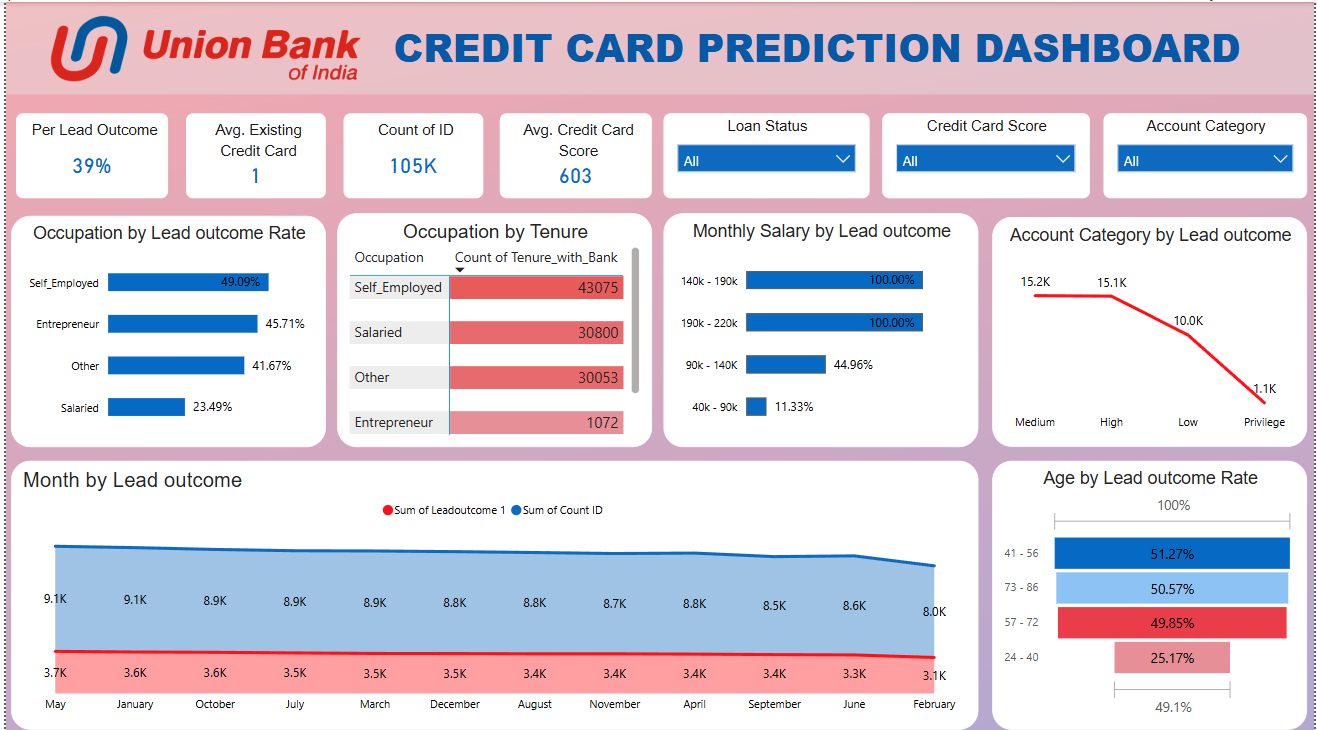 Union Bank
of India
CREDIT CARD PREDICTION DASHBOARD
Per Lead Outcome
39%
Avg. Existing
Credit Card
1
Count of ID
105K
Avg. Credit Card
Score
603
Loan Status
All
Credit Card Score
All
Account Category
All
Occupation by Lead outcome Rate
Self_Employed 49.09%
Entrepreneur 45.71%
Other 41.67%
Salaried 23.49%
Occupation by Tenure
Occupation Count of Tenure_with_Bank
Self_Employed 43075
Salaried 30800
Other 30053
Entrepreneur 1072
Monthly Salary by Lead outcome
140k - 190k 100.00%
190k - 220k 100.00%
90k - 140K 44.96%
40k - 90k 11.33%
Account Category by Lead outcome
15.2K 15.1K
10.0K
1.1K
Medium High Low Privilege
Month by Lead outcome
Sum of Leadoutcome 1 Sum of Count ID
9.1K 9.1K 8.9K 8.9K 8.9K 8.8K 8.8K 8.7K 8.8K 8.5K 8.6K 8.0K
3.7K 3.6K 3.6K 3.5K 3.5K 3.5K 3.4K 3.4K 3.4K 3.4K 3.3K 3.1K
May January October July March December August November April September June February
Age by Lead outcome Rate
100%
41 - 56 51.27%
73 - 86 50.57%
57 - 72 49.85%
24 - 40 25.17%
49.1%